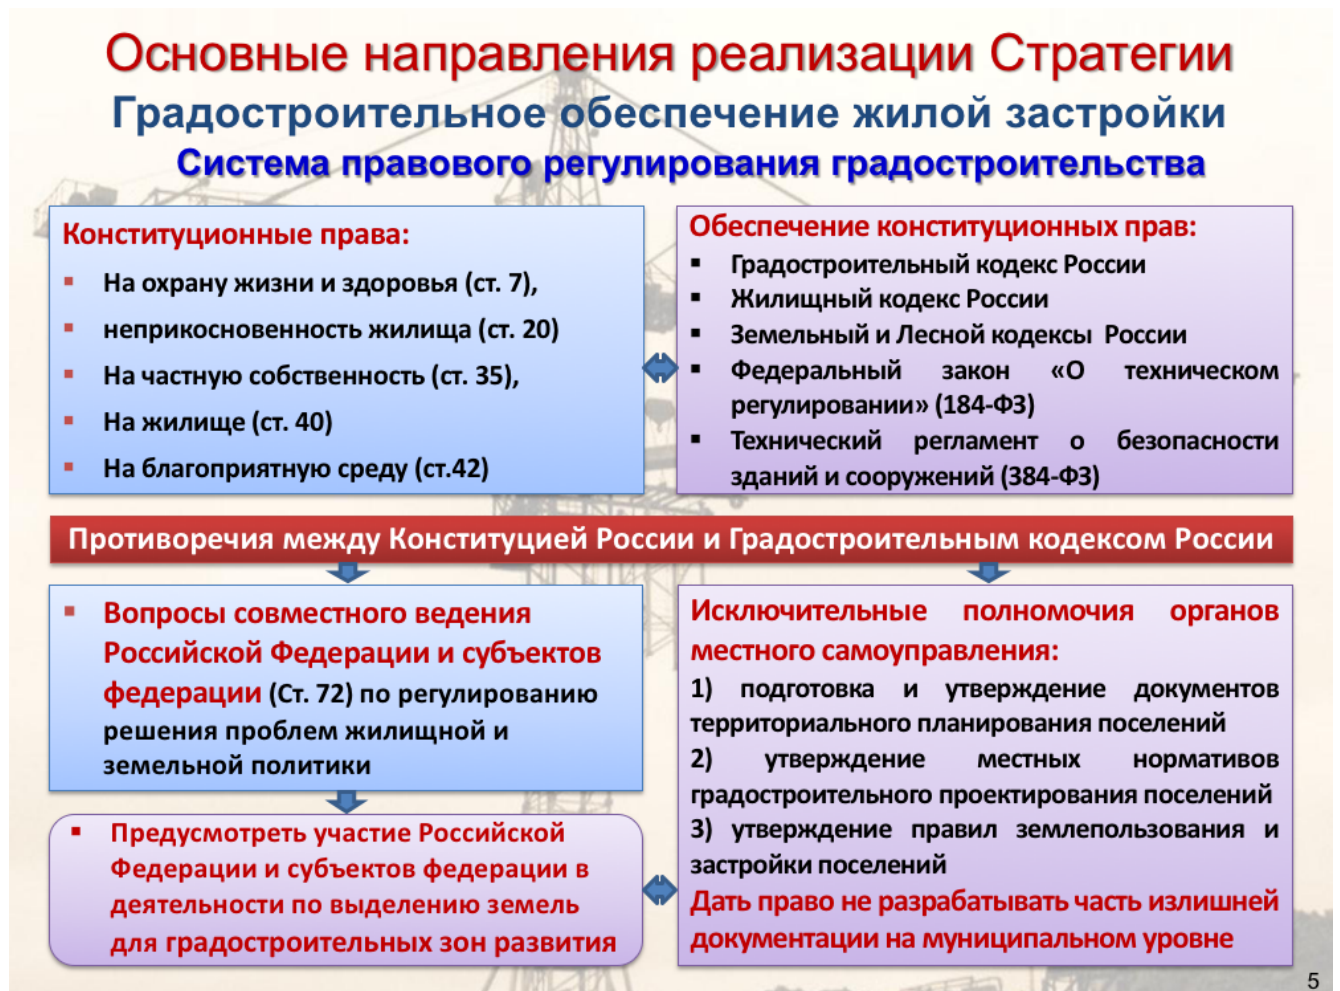 Основные направления реализации Стратегии
Градостроительное обеспечение жилой застройки
Система правового регулирования градостроительства
Конституционные права:
▪ На охрану жизни и здоровья (ст. 7),
▪ неприкосновенность жилища (ст. 20)
▪ На частную собственность (ст. 35),
▪ На жилище (ст. 40)
▪ На благоприятную среду (ст.42)
Обеспечение конституционных прав:
▪ Градостроительный кодекс России
▪ Жилищный кодекс России
▪ Земельный и Лесной кодексы России
▪ Федеральный закон «О техническом
регулировании» (184-ФЗ)
▪ Технический регламент о безопасности
зданий и сооружений (384-ФЗ)
Противоречия между Конституцией России и Градостроительным кодексом России
▪ Вопросы совместного ведения
Российской Федерации и субъектов
федерации (Ст. 72) по регулированию
решения проблем жилищной и
земельной политики
▪ Предусмотреть участие Российской
Федерации и субъектов федерации в
деятельности по выделению земель
для градостроительных зон развития
Исключительные полномочия органов
местного самоуправления:
1) подготовка и утверждение документов
территориального планирования поселений
2) утверждение местных нормативов
градостроительного проектирования поселений
3) утверждение правил землепользования и
застройки поселений
Дать право не разрабатывать часть излишней
документации на муниципальном уровне
5